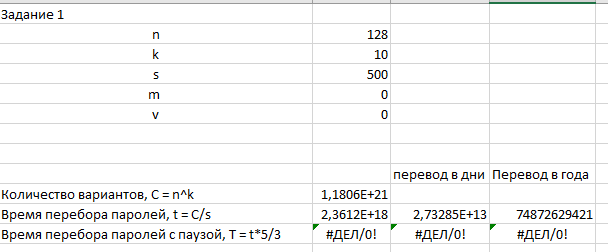 Задание 1
n 128
k 10
s 500
m 0
v 0
перевод в дни Перевод в года
Количество вариантов, C = n^k 1,1806E+21
Время перебора паролей, t = C/s 2,3612E+18 2,73285E+13 74872629421
Время перебора паролей с паузой, T = t*5/3 #ДЕЛ/0! #ДЕЛ/0! #ДЕЛ/0!